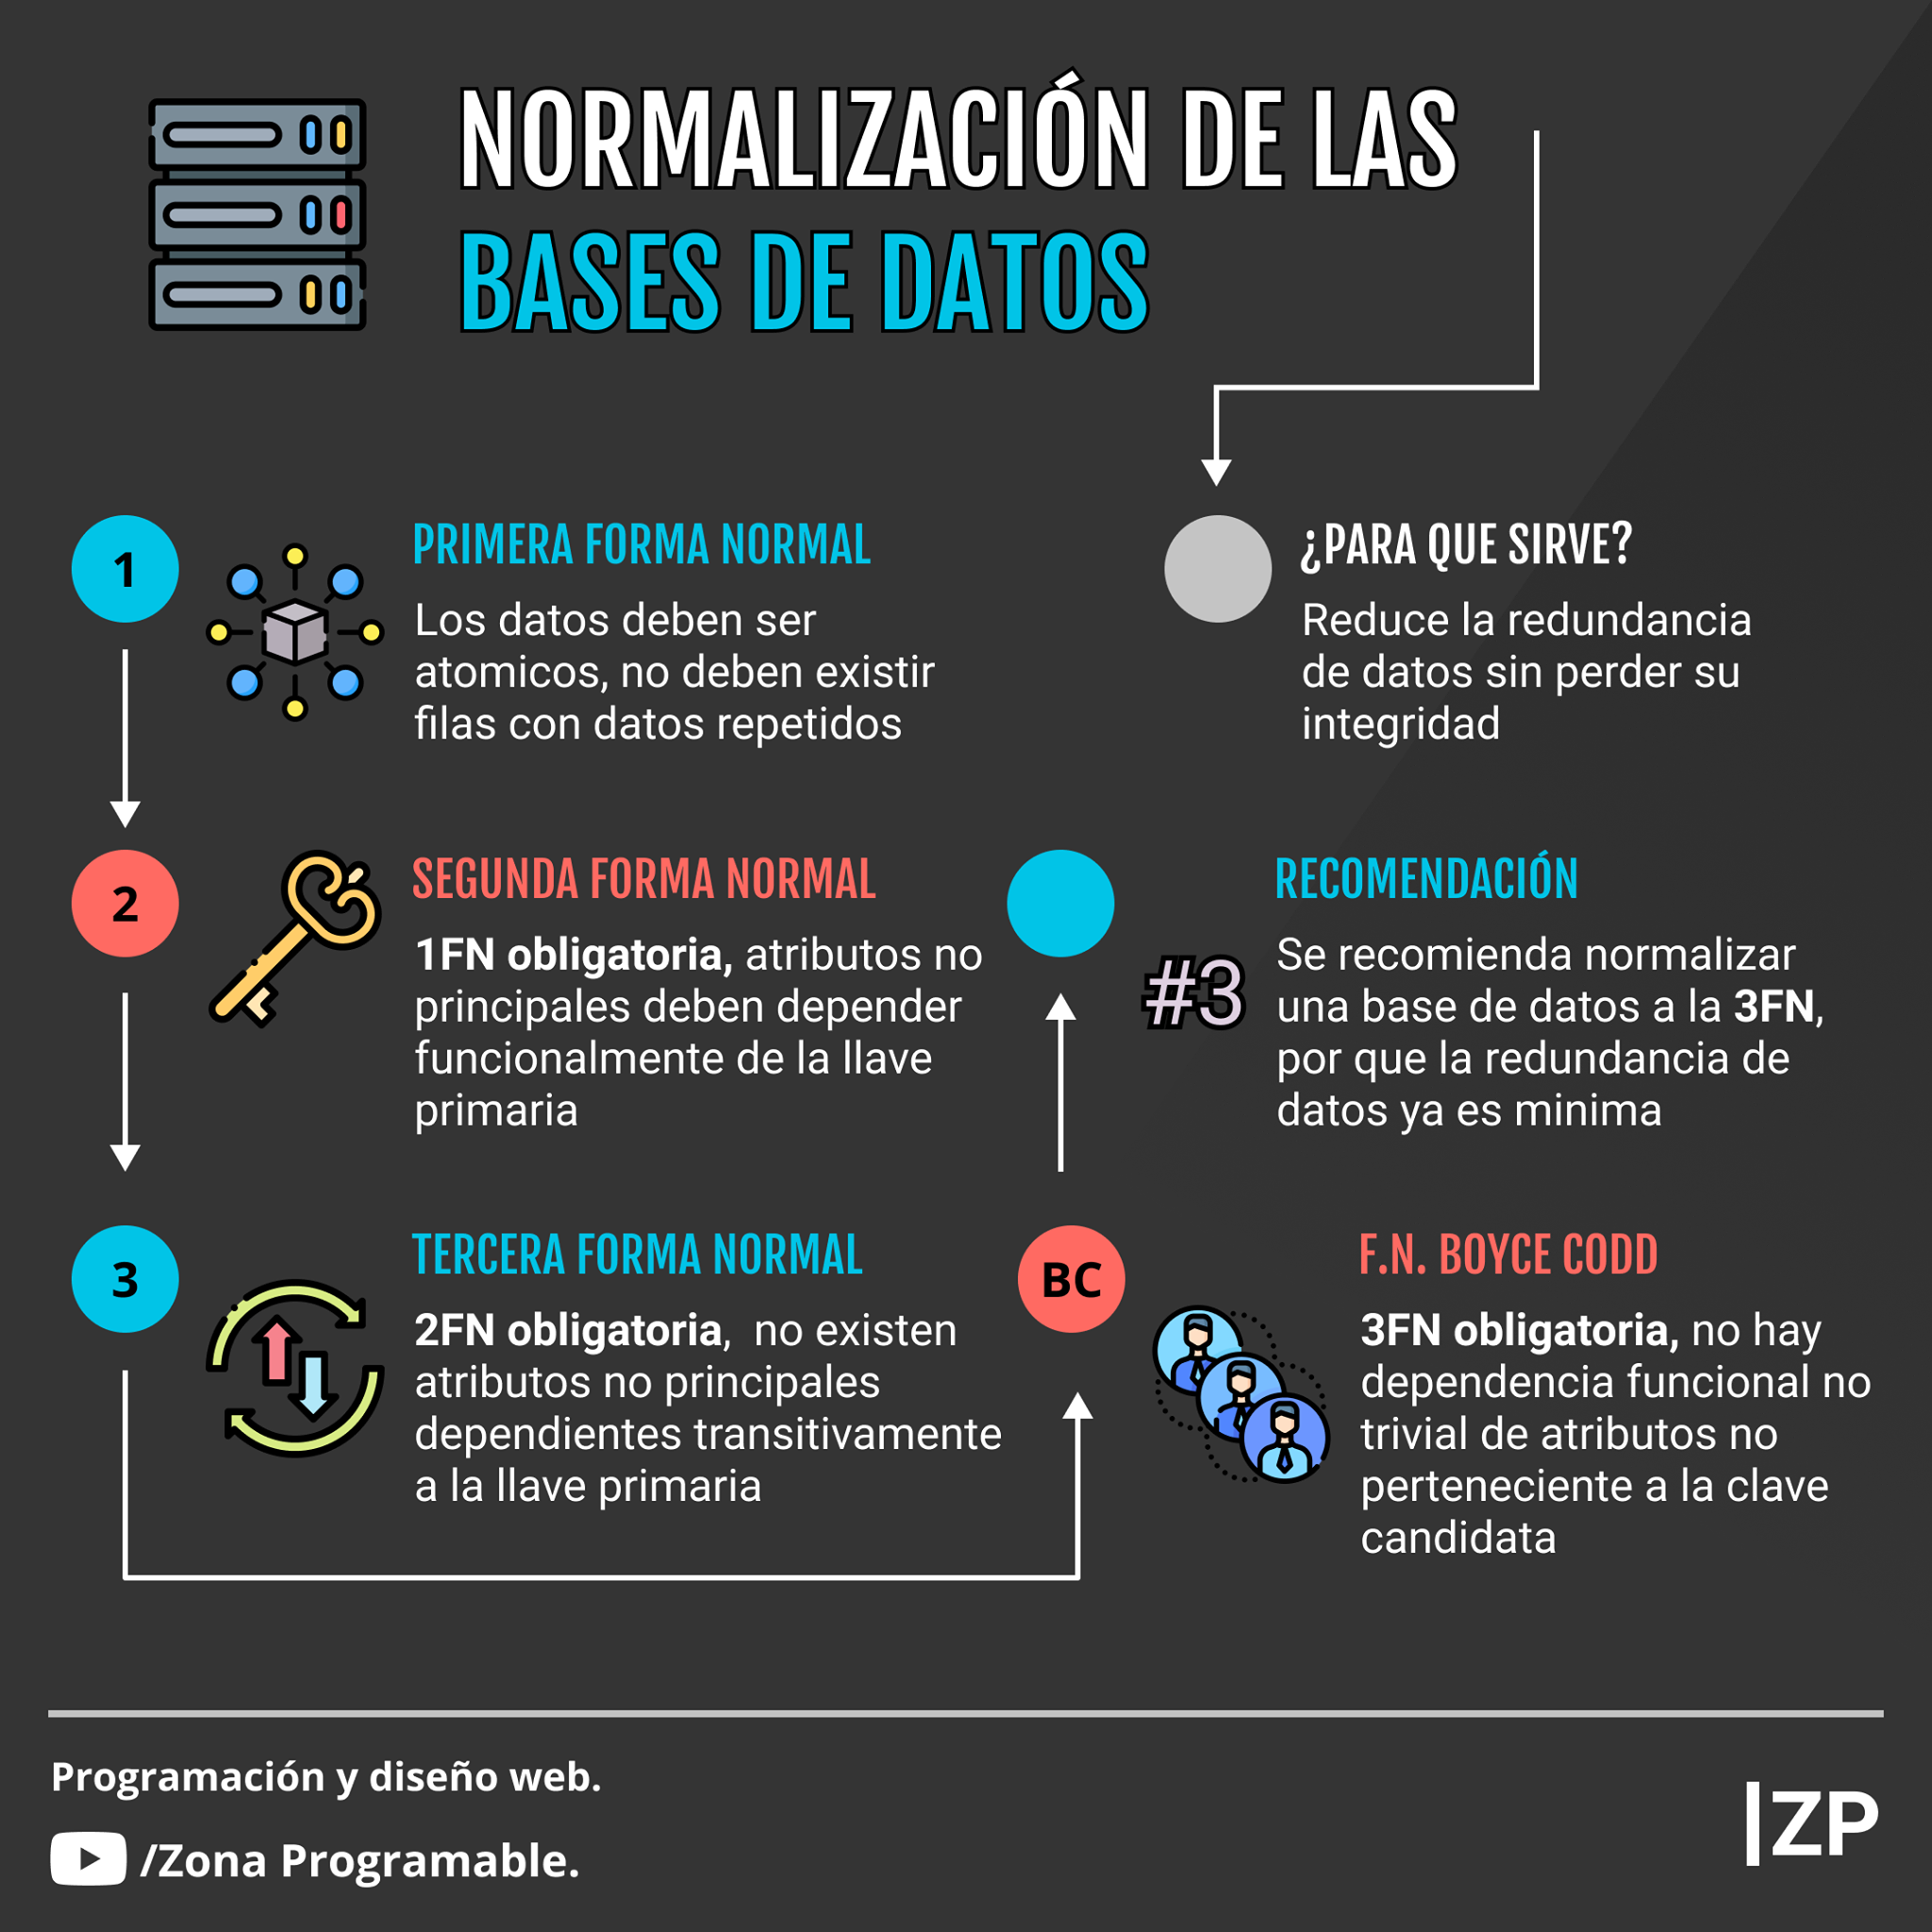 NORMALIZACIÓN DE LAS
BASES DE DATOS
1
PRIMERA FORMA NORMAL
Los datos deben ser
atomicos, no deben existir
filas con datos repetidos
¿PARA QUE SIRVE?
Reduce la redundancia
de datos sin perder su
integridad
2
SEGUNDA FORMA NORMAL
1FN obligatoria, atributos no
principales deben depender
funcionalmente de la llave
primaria
3
TERCERA FORMA NORMAL
2FN obligatoria, no existen
atributos no principales
dependientes transitivamente
a la llave primaria
BC
F.N. BOYCE CODD
3FN obligatoria, no hay
dependencia funcional no
trivial de atributos no
perteneciente a la clave
candidata
RECOMENDACIÓN
#3
Se recomienda normalizar
una base de datos a la 3FN,
por que la redundancia de
datos ya es minima
Programación y diseño web.
/Zona Programable.
|ZP